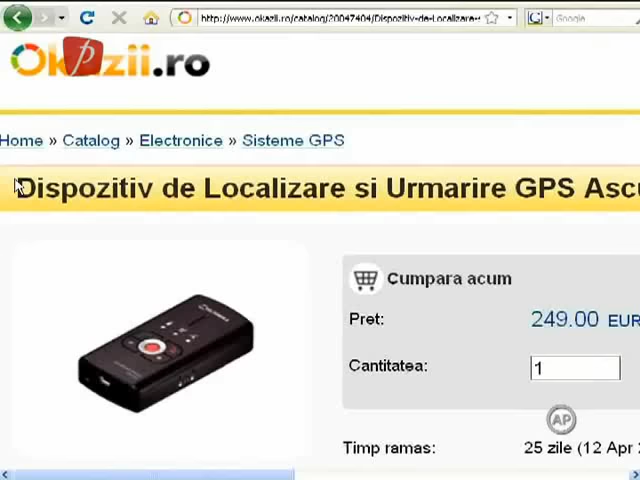 http://www.okazii.ro/catalog/20047404/Dispozitiv-de-Localizare-
Google
Okazii.ro
Home » Catalog » Electronice » Sisteme GPS
Dispozitiv de Localizare si Urmarire GPS Ascu
Cumpara acum
Pret: 249.00 EUR
Cantitatea: 1
AP
Timp ramas: 25 zile (12 Apr